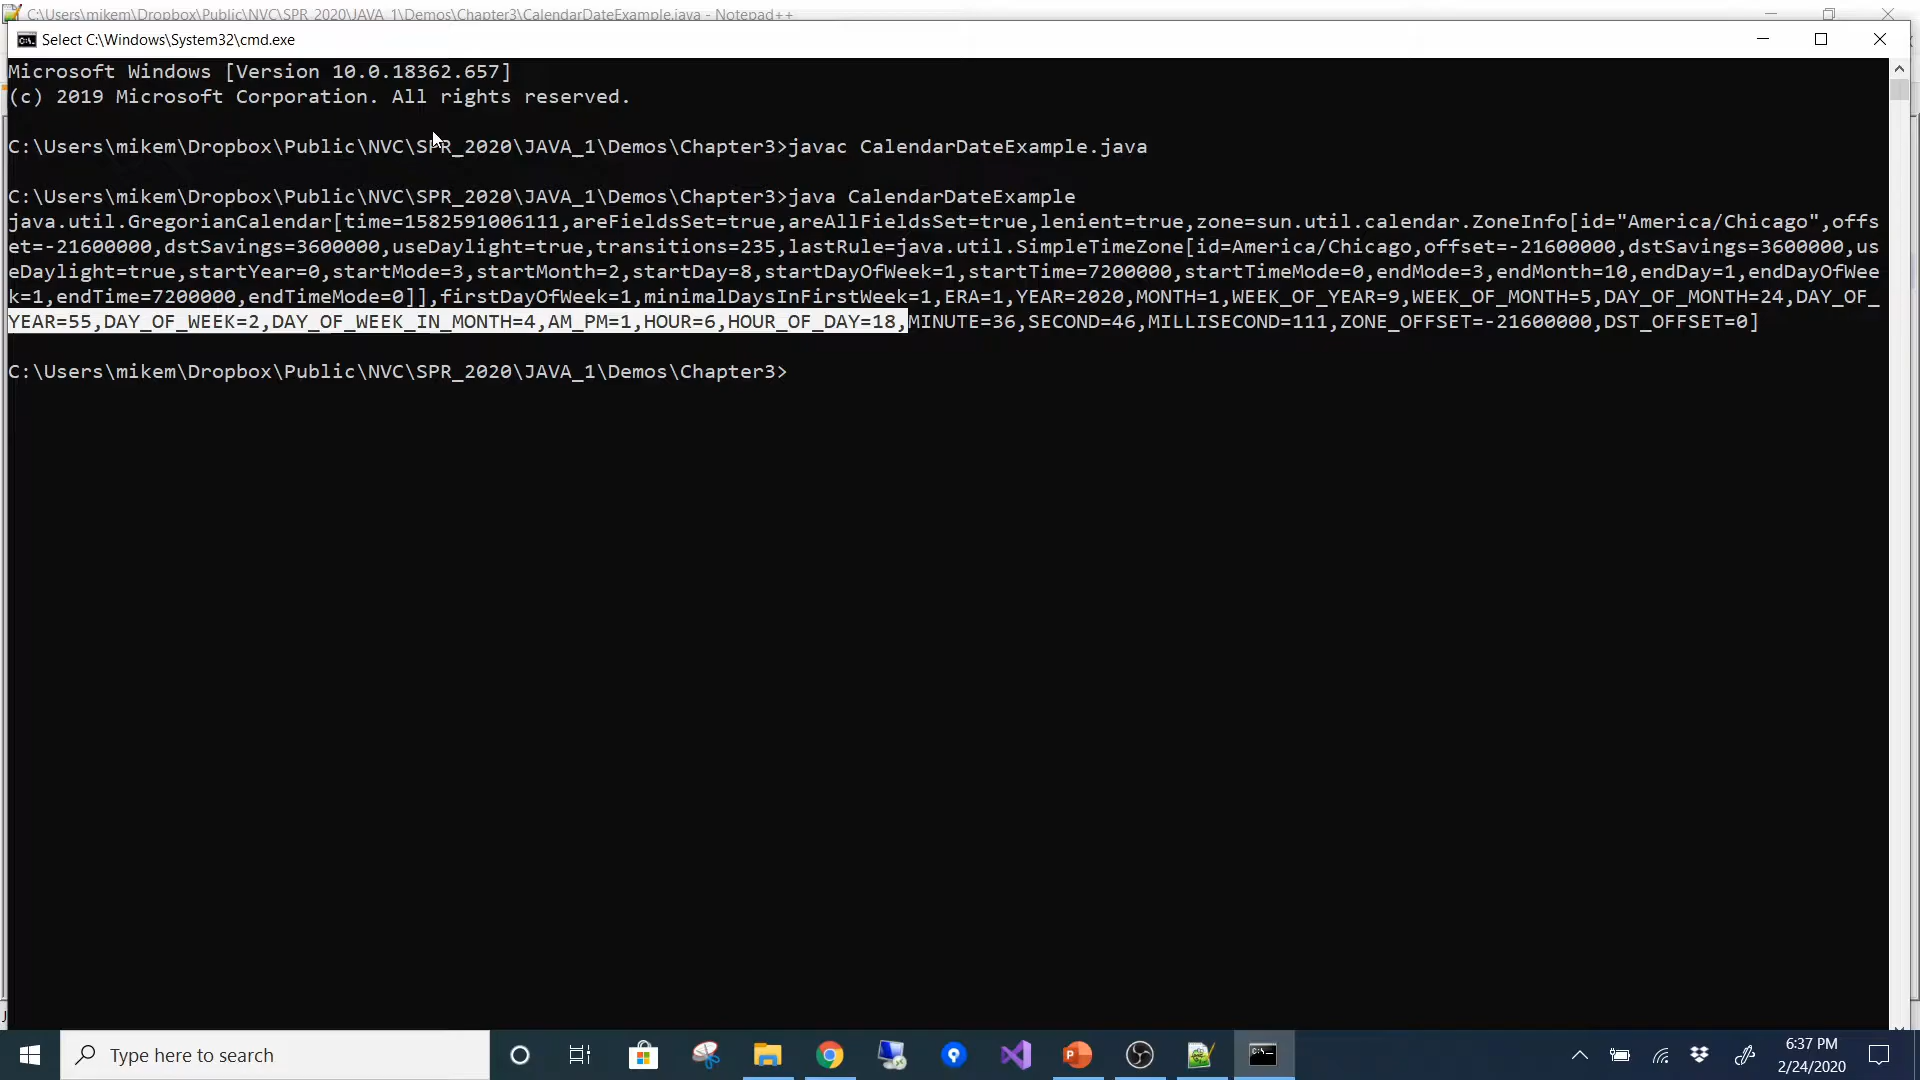 C:\Users\mikem\Dropbox\Public\NVC\SPR_2020\JAVA_1\Demos\Chapter3\CalendarDateExample.java - Notepad++
Select C:\Windows\System32\cmd.exe
Microsoft Windows [Version 10.0.18362.657]
(c) 2019 Microsoft Corporation. All rights reserved.
C:\Users\mikem\Dropbox\Public\NVC\SPR_2020\JAVA_1\Demos\Chapter3>javac CalendarDateExample.java
C:\Users\mikem\Dropbox\Public\NVC\SPR_2020\JAVA_1\Demos\Chapter3>java CalendarDateExample
java.util.GregorianCalendar[time=1582591006111,areFieldsSet=true,areAllFieldsSet=true,lenient=true,zone=sun.util.calendar.ZoneInfo[id="America/Chicago",offs
et=-21600000,dstSavings=3600000,useDaylight=true,transitions=235,lastRule=java.util.SimpleTimeZone[id=America/Chicago,offset=-21600000,dstSavings=3600000,us
eDaylight=true,startYear=0,startMode=3,startMonth=2,startDay=8,startDayOfWeek=1,startTime=7200000,startTimeMode=0,endMode=3,endMonth=10,endDay=1,endDayOfWee
k=1,endTime=7200000,endTimeMode=0]],firstDayOfWeek=1,minimalDaysInFirstWeek=1,ERA=1,YEAR=2020,MONTH=1,WEEK_OF_YEAR=9,WEEK_OF_MONTH=5,DAY_OF_MONTH=24,DAY_OF_
YEAR=55,DAY_OF_WEEK=2,DAY_OF_WEEK_IN_MONTH=4,AM_PM=1,HOUR=6,HOUR_OF_DAY=18,MINUTE=36,SECOND=46,MILLISECOND=111,ZONE_OFFSET=-21600000,DST_OFFSET=0]
C:\Users\mikem\Dropbox\Public\NVC\SPR_2020\JAVA_1\Demos\Chapter3>
Type here to search
6:37 PM
2/24/2020